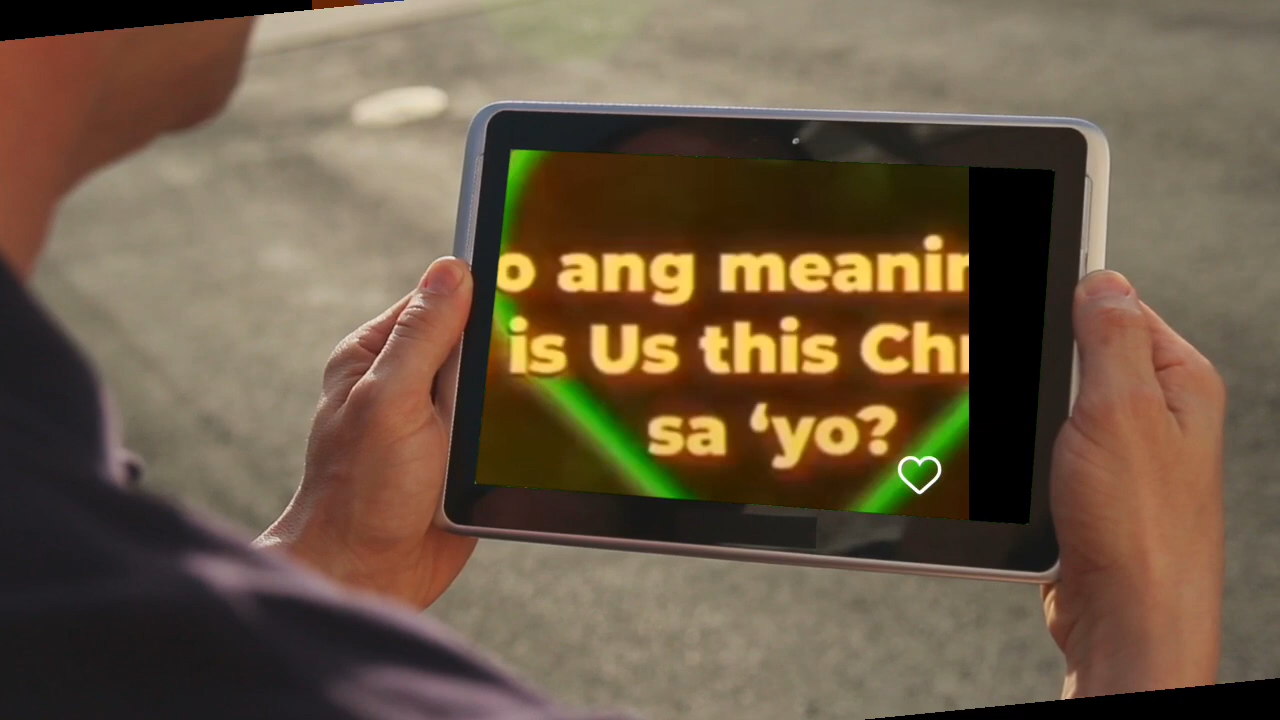 o ang meanin
is Us this Chr
sa ‘yo?